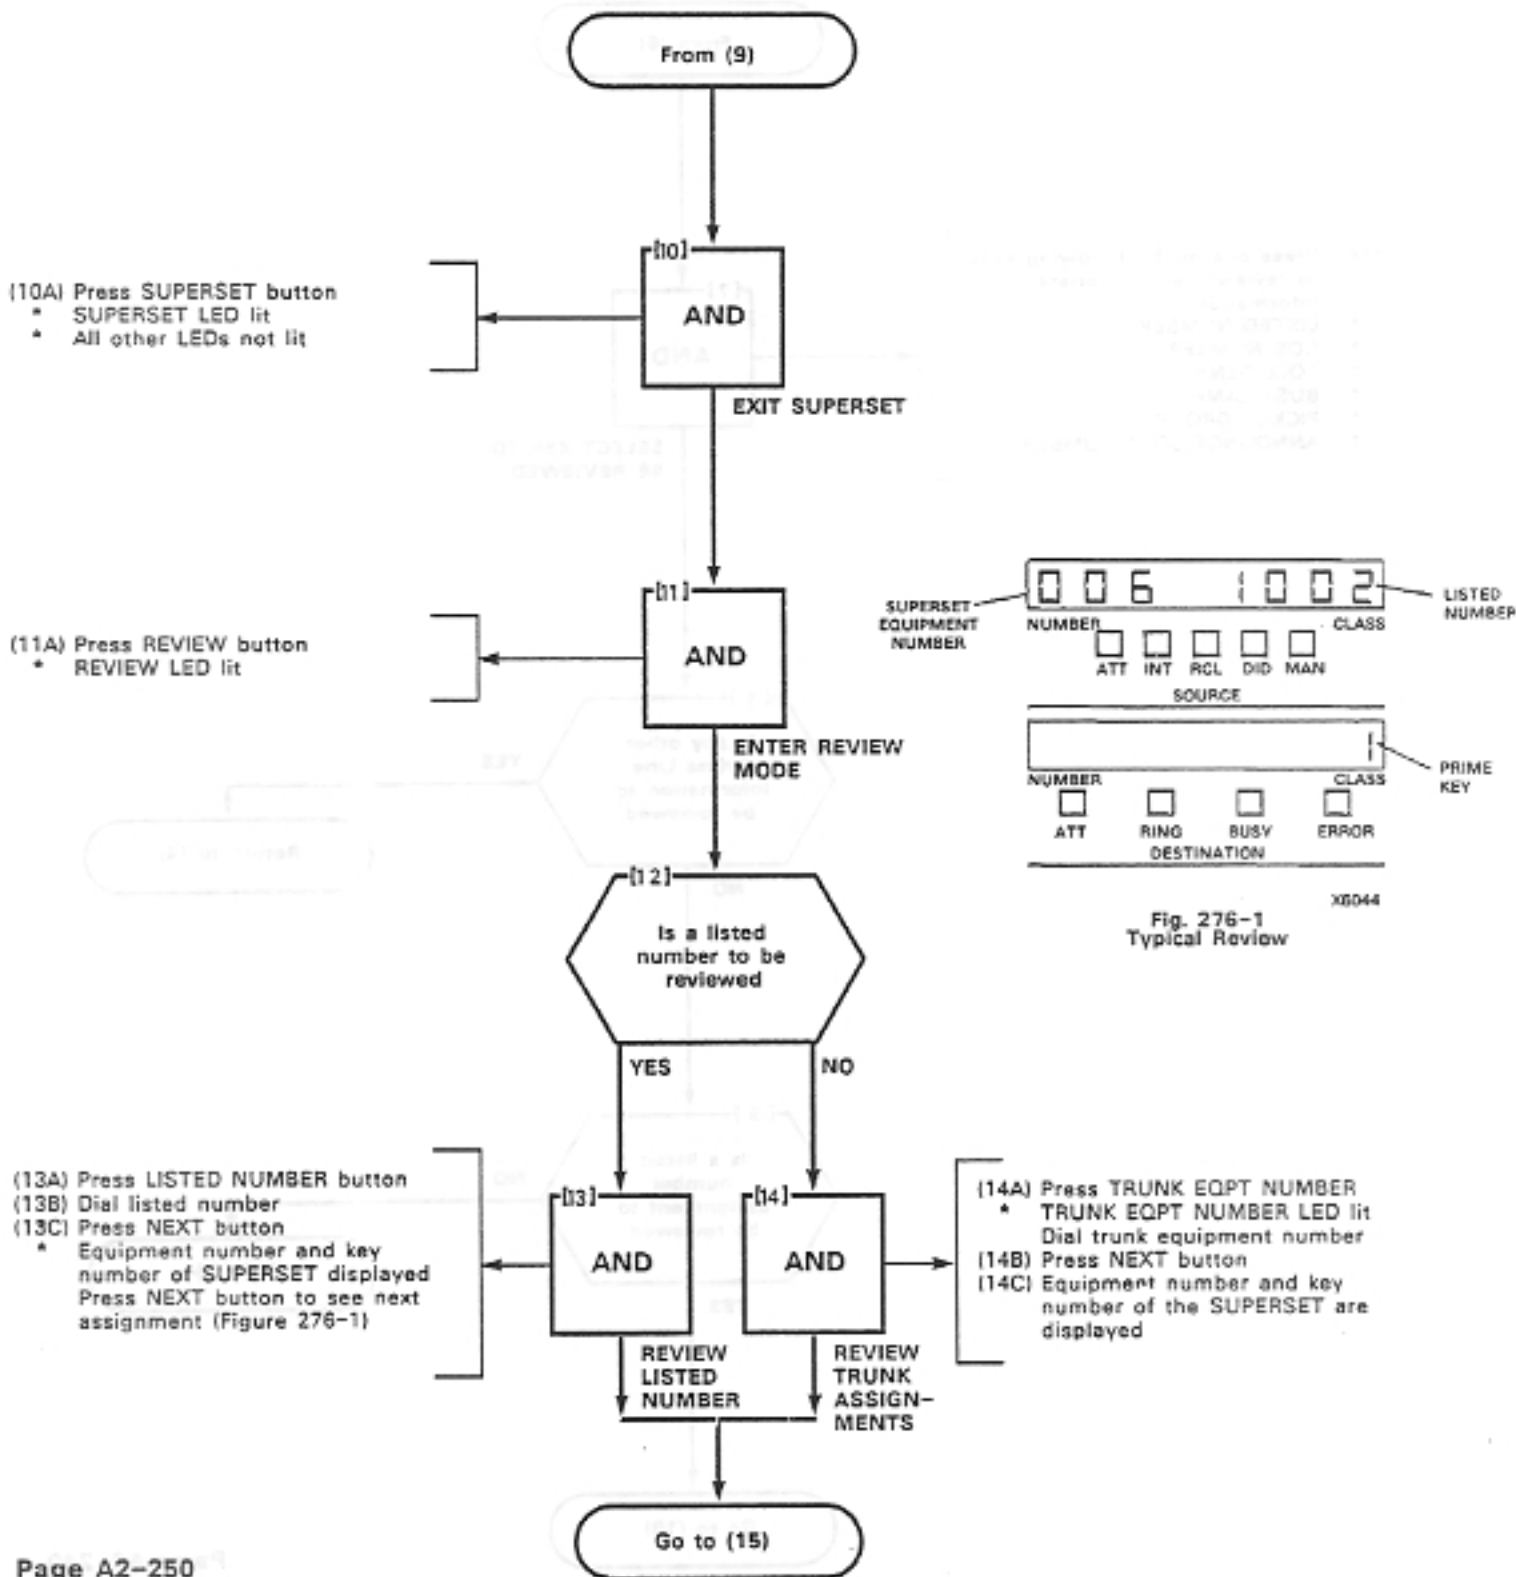 From (9)
[10]
(10A) Press SUPERSET button
* SUPERSET LED lit
* All other LEDs not lit
AND
EXIT SUPERSET
[11]
(11A) Press REVIEW button
* REVIEW LED lit
AND
ENTER REVIEW
MODE
006 1002
SUPERSET
EQUIPMENT
NUMBER
LISTED
NUMBER
NUMBER CLASS
ATT INT RCL DID MAN
SOURCE
1
PRIME
KEY
NUMBER CLASS
ATT RING BUSY ERROR
DESTINATION
X6044
Fig. 276-1
Typical Review
[12]
Is a listed
number to be
reviewed
YES
NO
(13A) Press LISTED NUMBER button
(13B) Dial listed number
(13C) Press NEXT button
* Equipment number and key
number of SUPERSET displayed
Press NEXT button to see next
assignment (Figure 276-1)
[13]
AND
REVIEW
LISTED
NUMBER
[14]
AND
REVIEW
TRUNK
ASSIGN-
MENTS
(14A) Press TRUNK EQPT NUMBER
* TRUNK EQPT NUMBER LED lit
Dial trunk equipment number
(14B) Press NEXT button
(14C) Equipment number and key
number of the SUPERSET are
displayed
Go to (15)
Page A2-250